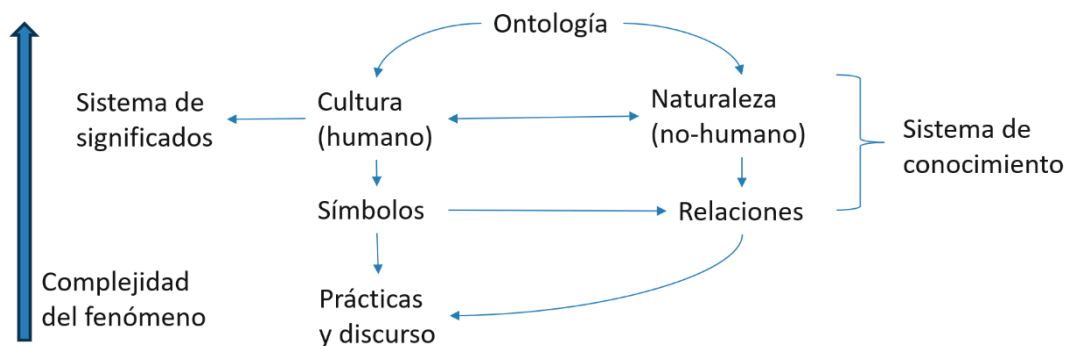 Ontología
Sistema de
significados
Cultura
(humano)
Naturaleza
(no-humano)
Sistema de
conocimiento
Símbolos
Relaciones
Complejidad
del fenómeno
Prácticas
y discurso